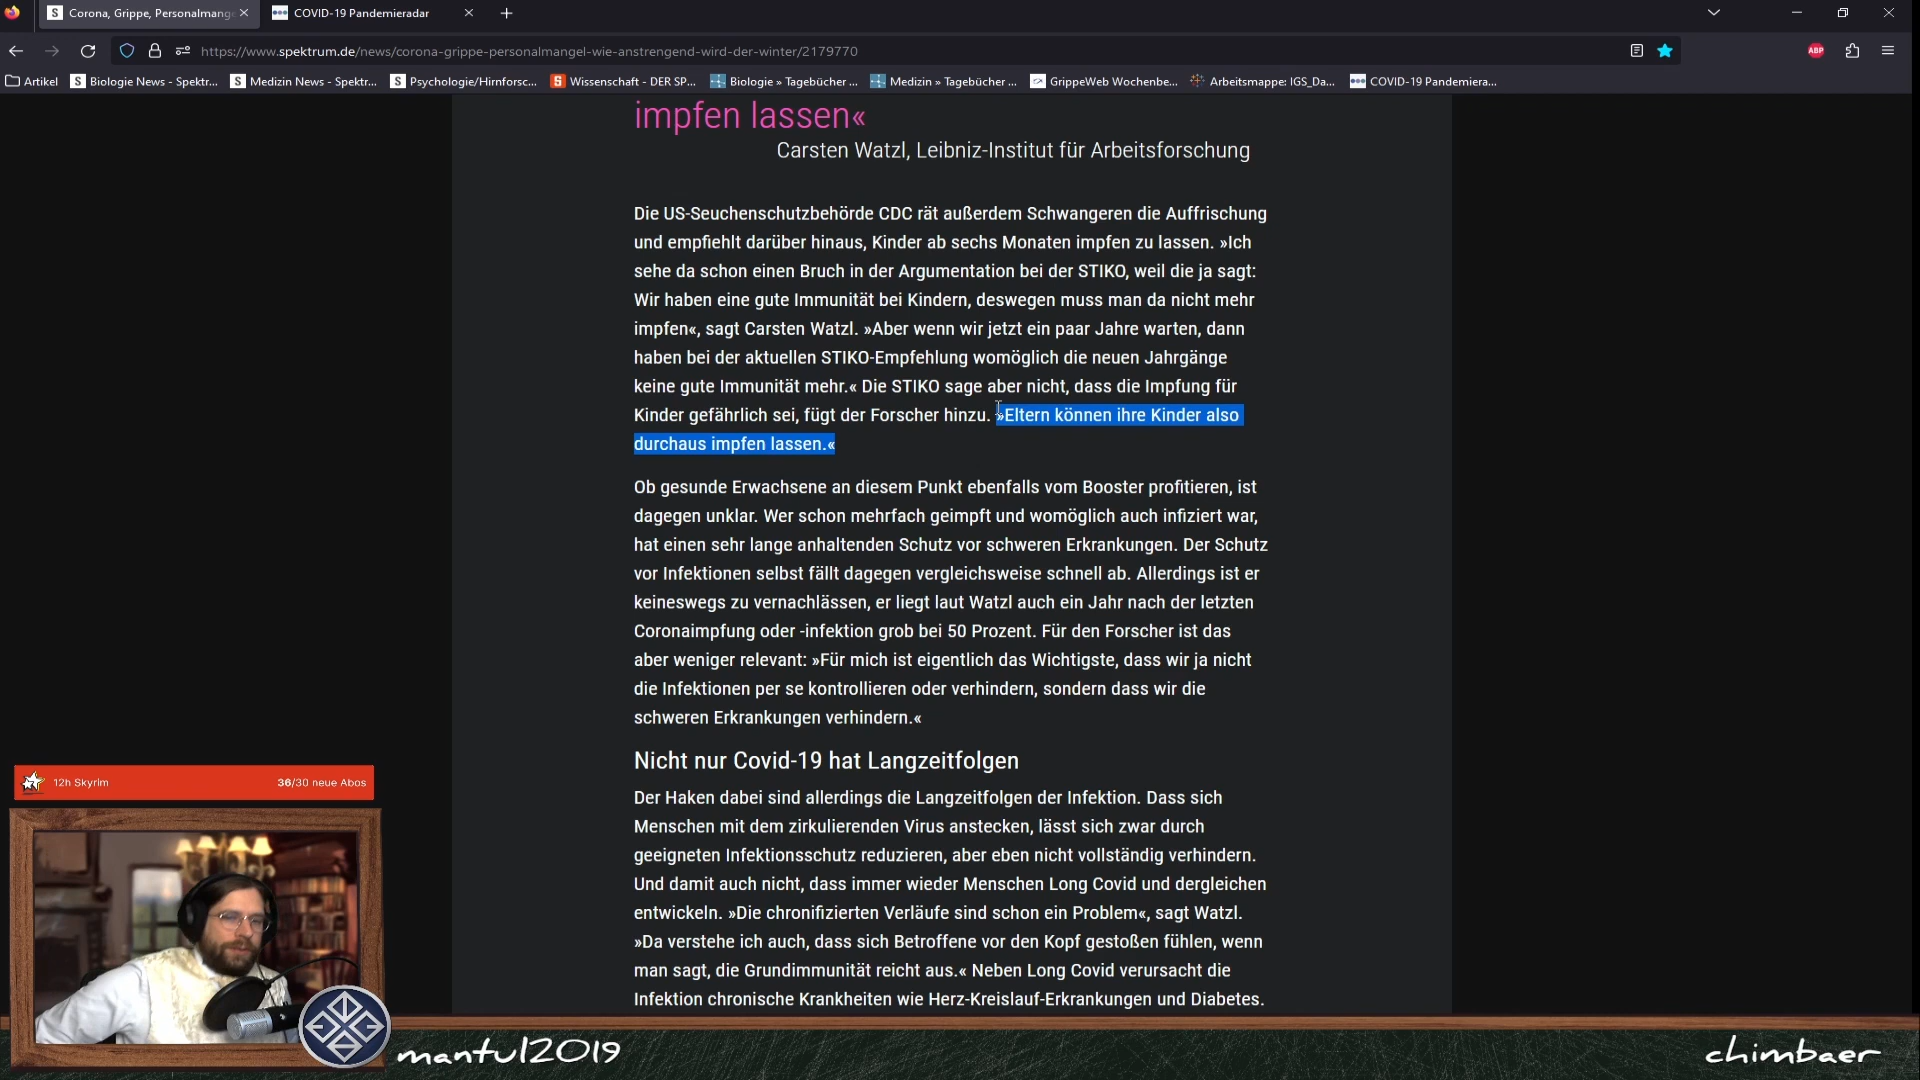 Corona, Grippe, Personalmange
COVID-19 Pandemieradar
https://www.spektrum.de/news/corona-grippe-personalmangel-wie-anstrengend-wird-der-winter/2179770
ABP
Artikel
Biologie News - Spektr...
Medizin News - Spektr...
Psychologie/Hirnforsc...
Wissenschaft - DER SP...
Biologie » Tagebücher ...
Medizin » Tagebücher ...
GrippeWeb Wochenbe...
Arbeitsmappe: IGS_Da...
COVID-19 Pandemiera...
impfen lassen«
Carsten Watzl, Leibniz-Institut für Arbeitsforschung
Die US-Seuchenschutzbehörde CDC rät außerdem Schwangeren die Auffrischung
und empfiehlt darüber hinaus, Kinder ab sechs Monaten impfen zu lassen. »Ich
sehe da schon einen Bruch in der Argumentation bei der STIKO, weil die ja sagt:
Wir haben eine gute Immunität bei Kindern, deswegen muss man da nicht mehr
impfen«, sagt Carsten Watzl. »Aber wenn wir jetzt ein paar Jahre warten, dann
haben bei der aktuellen STIKO-Empfehlung womöglich die neuen Jahrgänge
keine gute Immunität mehr.« Die STIKO sage aber nicht, dass die Impfung für
Kinder gefährlich sei, fügt der Forscher hinzu. »Eltern können ihre Kinder also
durchaus impfen lassen.«
Ob gesunde Erwachsene an diesem Punkt ebenfalls vom Booster profitieren, ist
dagegen unklar. Wer schon mehrfach geimpft und womöglich auch infiziert war,
hat einen sehr lange anhaltenden Schutz vor schweren Erkrankungen. Der Schutz
vor Infektionen selbst fällt dagegen vergleichsweise schnell ab. Allerdings ist er
keineswegs zu vernachlässen, er liegt laut Watzl auch ein Jahr nach der letzten
Coronaimpfung oder -infektion grob bei 50 Prozent. Für den Forscher ist das
aber weniger relevant: »Für mich ist eigentlich das Wichtigste, dass wir ja nicht
die Infektionen per se kontrollieren oder verhindern, sondern dass wir die
schweren Erkrankungen verhindern.«
Nicht nur Covid-19 hat Langzeitfolgen
Der Haken dabei sind allerdings die Langzeitfolgen der Infektion. Dass sich
Menschen mit dem zirkulierenden Virus anstecken, lässt sich zwar durch
geeigneten Infektionsschutz reduzieren, aber eben nicht vollständig verhindern.
Und damit auch nicht, dass immer wieder Menschen Long Covid und dergleichen
entwickeln. »Die chronifizierten Verläufe sind schon ein Problem«, sagt Watzl.
»Da verstehe ich auch, dass sich Betroffene vor den Kopf gestoßen fühlen, wenn
man sagt, die Grundimmunität reicht aus.« Neben Long Covid verursacht die
Infektion chronische Krankheiten wie Herz-Kreislauf-Erkrankungen und Diabetes.
12h Skyrim
36/30 neue Abos
mantul2019
chimbaer